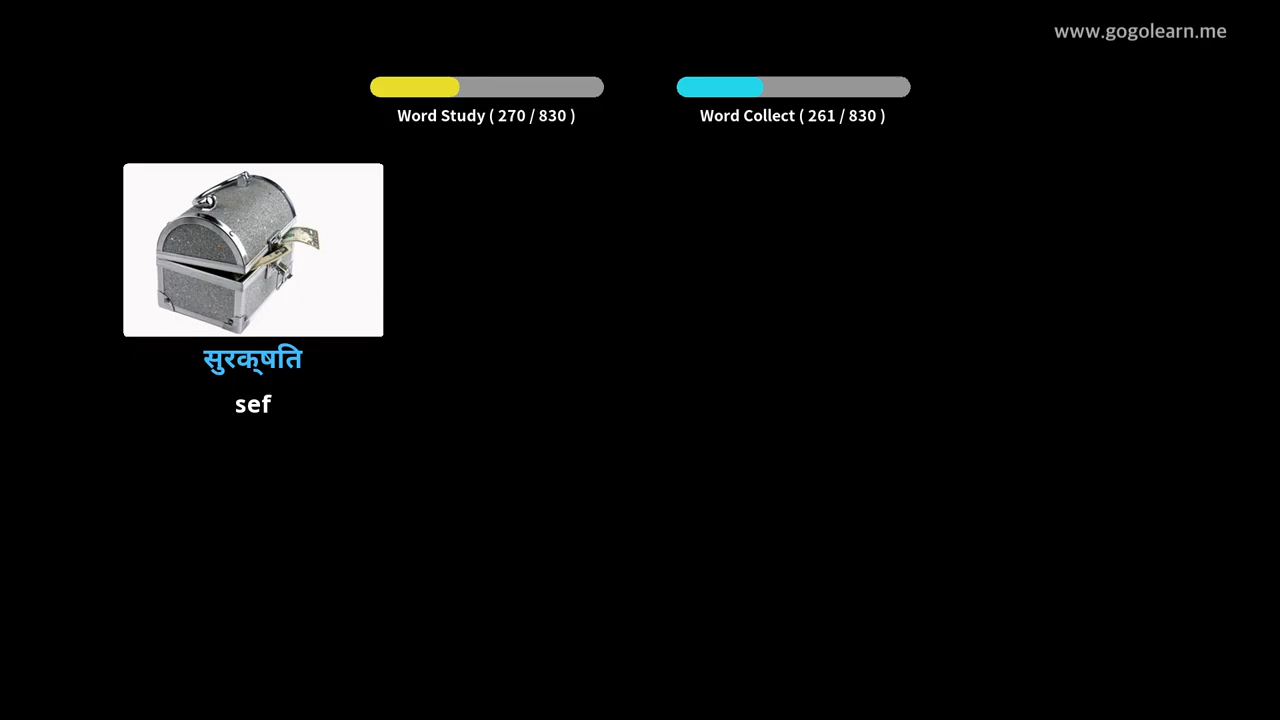 www.gogolearn.me
Word Study ( 270 / 830 )
Word Collect ( 261 / 830 )
सुरक्षति
sef